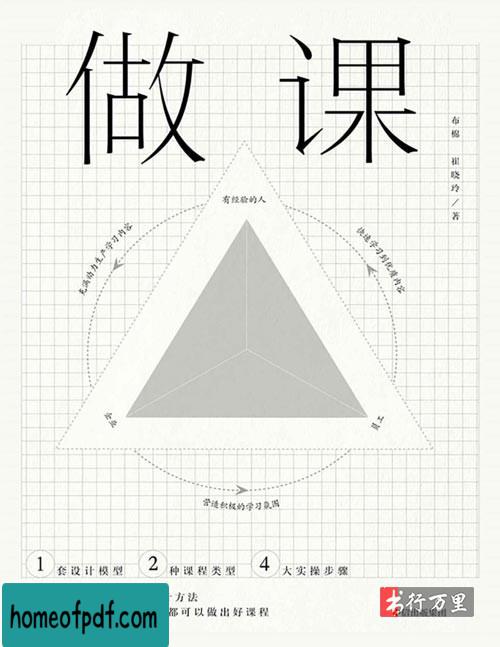 做课
布棉 崔晓玲／著
有经验的人
充满动力生产学习内容
快速学习到优质内容
企业
员工
营造积极的学习氛围
1 套设计模型 2 种课程类型 4 大实操步骤
方法
都可以做出好课程
书行万里
homeofpdf.com